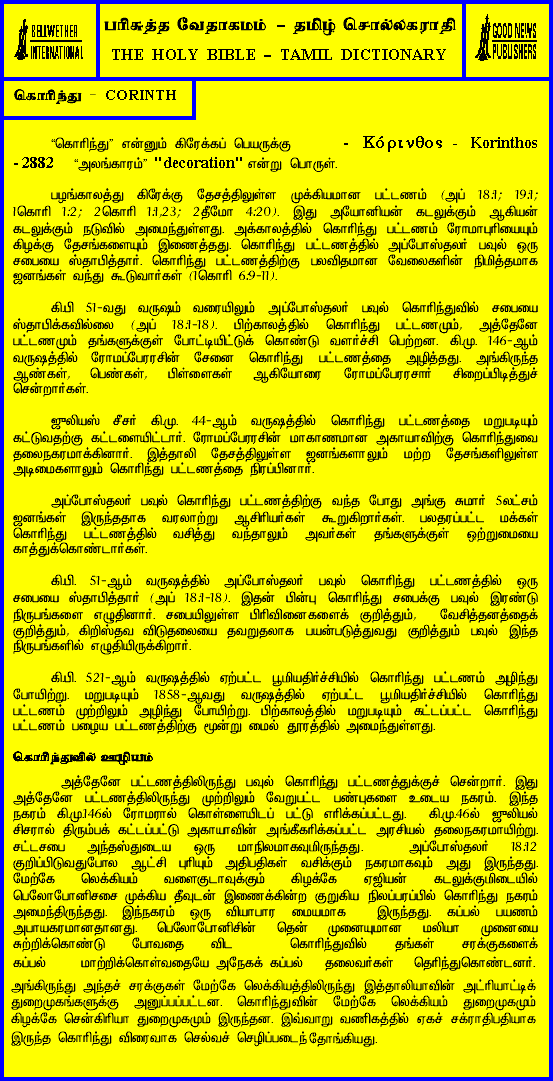 BELLWETHER
INTERNATIONAL
பரிசுத்த வேதாகமம் – தமிழ் சொல்லகராதி
THE HOLY BIBLE – TAMIL DICTIONARY
GOOD NEWS
PUBLISHERS
கொரிந்து - CORINTH
“கொரிந்து” என்னும் கிரேக்கப் பெயருக்கு - Κόρινθος - Korinthos
- 2882 “அலங்காரம்” "decoration" என்று பொருள்.
பழங்காலத்து கிரேக்கு தேசத்திலுள்ள முக்கியமான பட்டணம் (அப் 18:1; 19:1;
1கொரி 1:2; 2கொரி 1:1,23; 2தீமோ 4:20). இது அயோனியன் கடலுக்கும் ஆகியன்
கடலுக்கும் நடுவில் அமைந்துள்ளது. அக்காலத்தில் கொரிந்து பட்டணம் ரோமாபுரியையும்
கிழக்கு தேசங்களையும் இணைத்தது. கொரிந்து பட்டணத்தில் அப்போஸ்தலர் பவுல் ஒரு
சபையை ஸ்தாபித்தார். கொரிந்து பட்டணத்திற்கு பலவிதமான வேலைகளின் நிமித்தமாக
ஜனங்கள் வந்து கூடுவார்கள் (1கொரி 6:9-11).
கி.பி 51-வது வருஷம் வரையிலும் அப்போஸ்தலர் பவுல் கொரிந்துவில் சபையை
ஸ்தாபிக்கவில்லை (அப் 18:1-18). பிற்காலத்தில் கொரிந்து பட்டணமும், அத்தேனே
பட்டணமும் தங்களுக்குள் போட்டியிட்டுக் கொண்டு வளர்ச்சி பெற்றன. கி.மு. 146-ஆம்
வருஷத்தில் ரோமப்பேரரசின் சேனை கொரிந்து பட்டணத்தை அழித்தது. அங்கிருந்த
ஆண்கள், பெண்கள், பிள்ளைகள் ஆகியோரை ரோமப்பேரரசார் சிறைப்பிடித்துச்
சென்றார்கள்.
ஜுலியஸ் சீசர் கி.மு. 44-ஆம் வருஷத்தில் கொரிந்து பட்டணத்தை மறுபடியும்
கட்டுவதற்கு கட்டளையிட்டார். ரோமப்பேரரசின் மாகாணமான அகாயாவிற்கு கொரிந்துவை
தலைநகரமாக்கினார். இத்தாலி தேசத்திலுள்ள ஜனங்களாலும் மற்ற தேசங்களிலுள்ள
அடிமைகளாலும் கொரிந்து பட்டணத்தை நிரப்பினார்.
அப்போஸ்தலர் பவுல் கொரிந்து பட்டணத்திற்கு வந்த போது அங்கு சுமார் 5லட்சம்
ஜனங்கள் இருந்ததாக வரலாற்று ஆசிரியர்கள் கூறுகிறார்கள். பலதரப்பட்ட மக்கள்
கொரிந்து பட்டணத்தில் வசித்து வந்தாலும் அவர்கள் தங்களுக்குள் ஒற்றுமையை
காத்துக்கொண்டார்கள்.
கி.பி. 51-ஆம் வருஷத்தில் அப்போஸ்தலர் பவுல் கொரிந்து பட்டணத்தில் ஒரு
சபையை ஸ்தாபித்தார் (அப் 18:1-18). இதன் பின்பு கொரிந்து சபைக்கு பவுல் இரண்டு
நிருபங்களை எழுதினார். சபையிலுள்ள பிரிவினைகளைக் குறித்தும், வேசித்தனத்தைக்
குறித்தும், கிறிஸ்தவ விடுதலையை தவறுதலாக பயன்படுத்துவது குறித்தும் பவுல் இந்த
நிருபங்களில் எழுதியிருக்கிறார்.
கி.பி. 521-ஆம் வருஷத்தில் ஏற்பட்ட பூமியதிர்ச்சியில் கொரிந்து பட்டணம் அழிந்து
போயிற்று. மறுபடியும் 1858-ஆவது வருஷத்தில் ஏற்பட்ட பூமியதிர்ச்சியில் கொரிந்து
பட்டணம் முற்றிலும் அழிந்து போயிற்று. பிற்காலத்தில் மறுபடியும் கட்டப்பட்ட கொரிந்து
பட்டணம் பழைய பட்டணத்திற்கு மூன்று மைல் தூரத்தில் அமைந்துள்ளது.
கொரிந்துவில் ஊழியம்
அத்தேனே பட்டணத்திலிருந்து பவுல் கொரிந்து பட்டணத்துக்குச் சென்றார். இது
அத்தேனே பட்டணத்திலிருந்து முற்றிலும் வேறுபட்ட பண்புகளை உடைய நகரம். இந்த
நகரம் கி.மு.146ல் ரோமரால் கொள்ளையிடப் பட்டு எரிக்கப்பட்டது. கி.மு.46ல் ஜுலியல்
சிசரால் திரும்பக் கட்டப்பட்டு அகாயாவின் அங்கீகரிக்கப்பட்ட அரசியல் தலைநகரமாயிற்று.
சட்டசபை அந்தஸ்துடைய ஒரு மாநிலமாகவுமிருந்தது. அப்போஸ்தலர் 18:12
குறிப்பிடுவதுபோல ஆட்சி புரியும் அதிபதிகள் வசிக்கும் நகரமாகவும் அது இருந்தது.
மேற்கே லெக்கியம் வளைகுடாவுக்கும் கிழக்கே ஏஜியன் கடலுக்குமிடையில்
பெலோபோனிசசை முக்கிய தீவுடன் இணைக்கின்ற குறுகிய நிலப்பரப்பில் கொரிந்து நகரம்
அமைந்திருந்தது. இந்நகரம் ஒரு வியாபார மையமாக இருந்தது. கப்பல் பயணம்
அபாயகரமானதானது. பெலோபோனிசின் தென் முனையுமான மலியா முனையை
சுற்றிக்கொண்டு போவதை விட கொரிந்துவில் தங்கள் சரக்குகளைக்
கப்பல் மாற்றிக்கொள்வதையே அநேகக் கப்பல் தலைவர்கள் தெரிந்துகொண்டனர்.
அங்கிருந்து அந்தச் சரக்குகள் மேற்கே லெக்கியத்திலிருந்து இத்தாலியாவின் அட்ரியாட்டிக்
துறைமுகங்களுக்கு அனுப்பப்பட்டன. கொரிந்துவின் மேற்கே லெக்கியம் துறைமுகமும்
கிழக்கே சென்கிரியா துறைமுகமும் இருந்தன. இவ்வாறு வணிகத்தில் ஏகச் சக்ராதிபதியாக
இருந்த கொரிந்து விரைவாக செல்வச் செழிப்படைந் தோங்கியது.